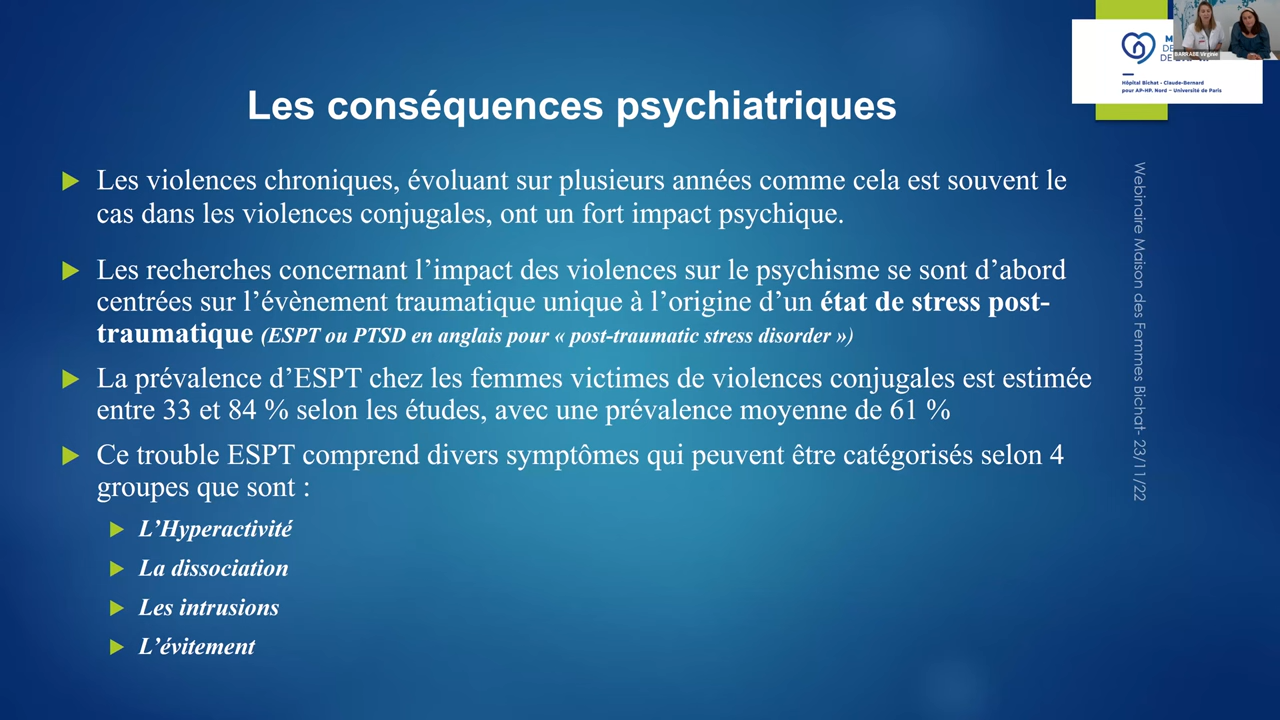 Les conséquences psychiatriques
Les violences chroniques, évoluant sur plusieurs années comme cela est souvent le
cas dans les violences conjugales, ont un fort impact psychique.
Les recherches concernant l’impact des violences sur le psychisme se sont d’abord
centrées sur l’évènement traumatique unique à l’origine d’un état de stress post-
traumatique (ESPT ou PTSD en anglais pour « post-traumatic stress disorder »)
La prévalence d’ESPT chez les femmes victimes de violences conjugales est estimée
entre 33 et 84 % selon les études, avec une prévalence moyenne de 61 %
Ce trouble ESPT comprend divers symptômes qui peuvent être catégorisés selon 4
groupes que sont :
L’Hyperactivité
La dissociation
Les intrusions
L’évitement
Hôpital Bichat - Claude-Bernard
pour AP-HP. Nord – Université de Paris
BARRABE Virginie
Webinaire Maison des Femmes Bichat- 23/11/22